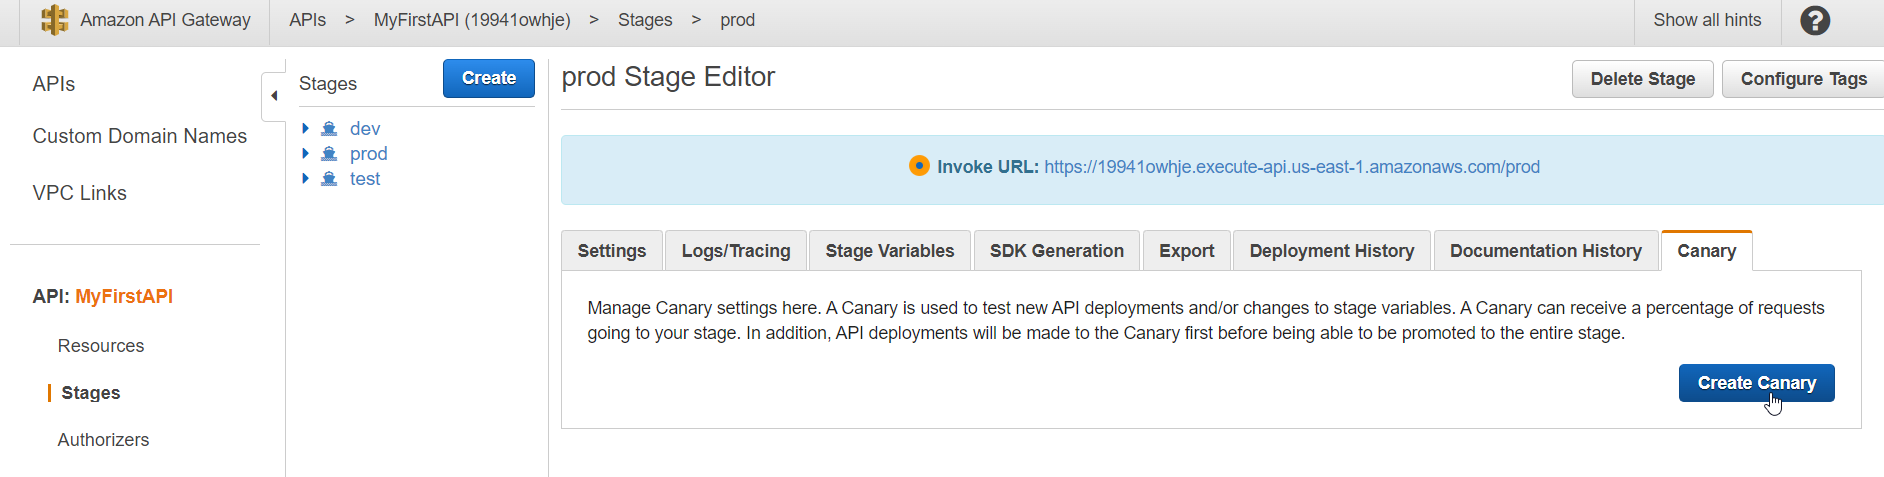 Amazon API Gateway
APIs > MyFirstAPI (19941owhje) > Stages > prod
Show all hints
?
APIs
Custom Domain Names
VPC Links
API: MyFirstAPI
Resources
Stages
Authorizers
Stages
Create
dev
prod
test
prod Stage Editor
Delete Stage
Configure Tags
Invoke URL: https://19941owhje.execute-api.us-east-1.amazonaws.com/prod
Settings
Logs/Tracing
Stage Variables
SDK Generation
Export
Deployment History
Documentation History
Canary
Manage Canary settings here. A Canary is used to test new API deployments and/or changes to stage variables. A Canary can receive a percentage of requests
going to your stage. In addition, API deployments will be made to the Canary first before being able to be promoted to the entire stage.
Create Canary